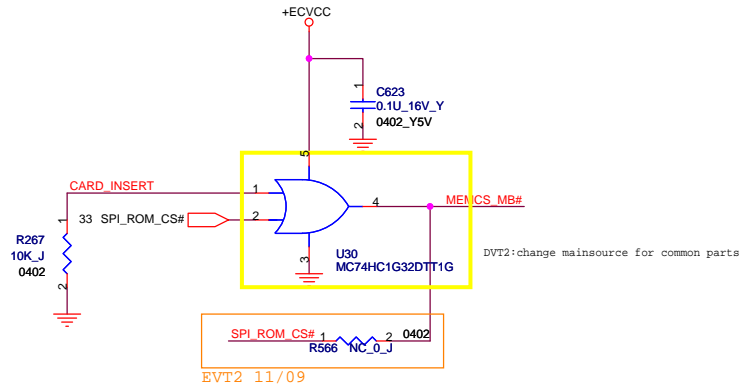 +ECVCC
1
C623
0.1U_16V_Y
2
0402_Y5V
5
CARD_INSERT
1
4
MEMCS_MB#
33 SPI_ROM_CS#
2
1
R267
10K_J
0402
2
3
U30
MC74HC1G32DTT1G
DVT2:change mainsource for common parts
SPI_ROM_CS#
1
2
0402
R566 NC_0_J
EVT2 11/09